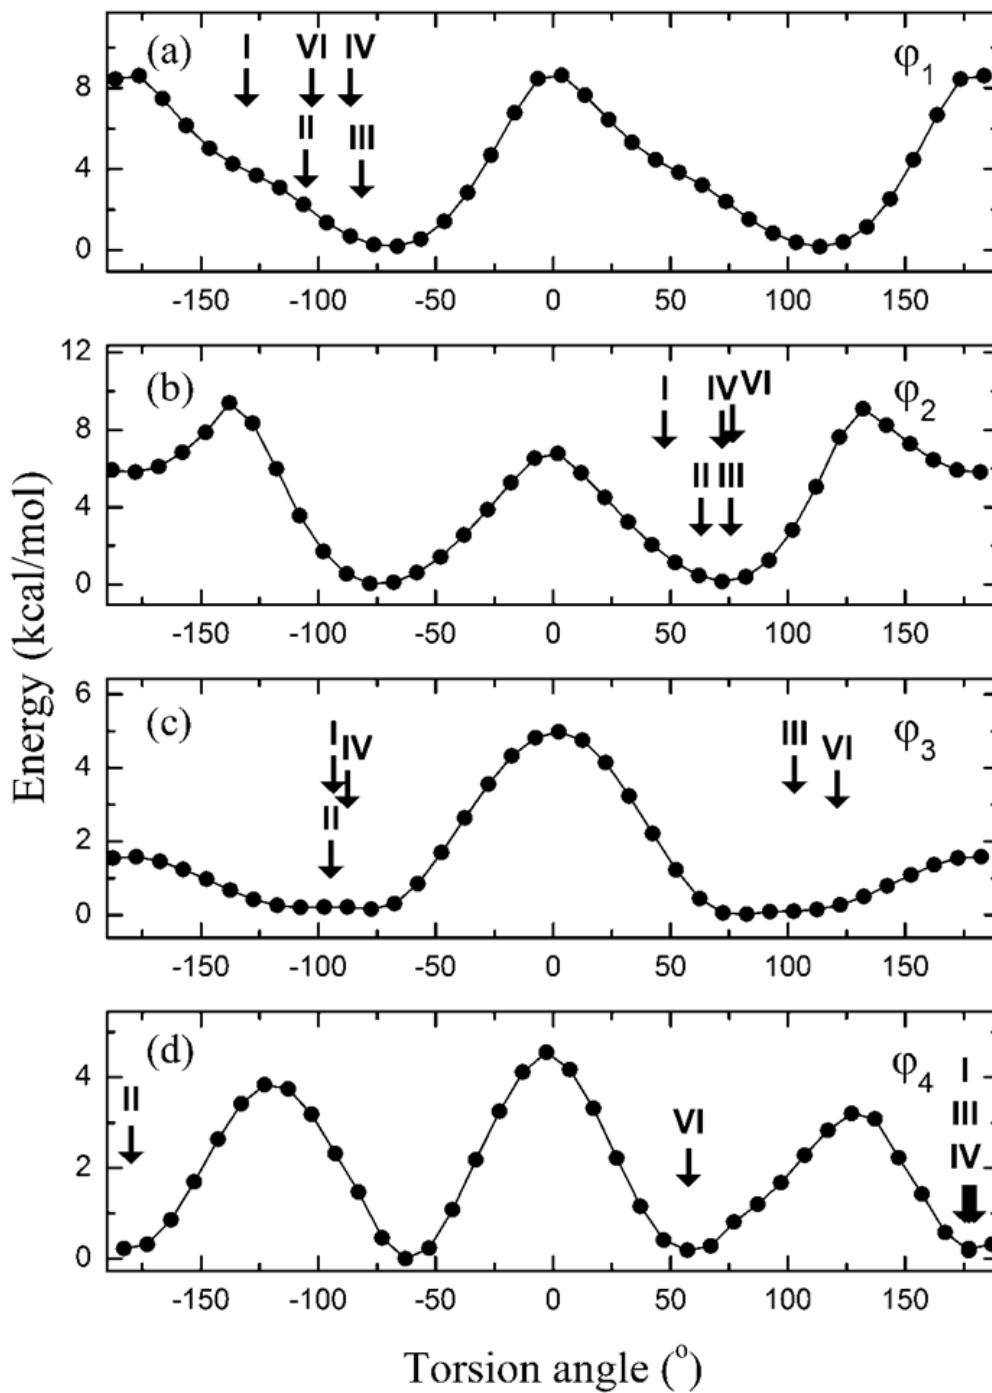 (a) I VI IV φ1
II III
8
4
0
-150 -100 -50 0 50 100 150
(b) I IV VI φ2
II III
12
8
4
0
-150 -100 -50 0 50 100 150
(c) I IV III VI φ3
II
6
4
2
0
-150 -100 -50 0 50 100 150
(d) φ4 I
II VI III
IV
4
2
0
-150 -100 -50 0 50 100 150
Energy (kcal/mol)
Torsion angle (°)